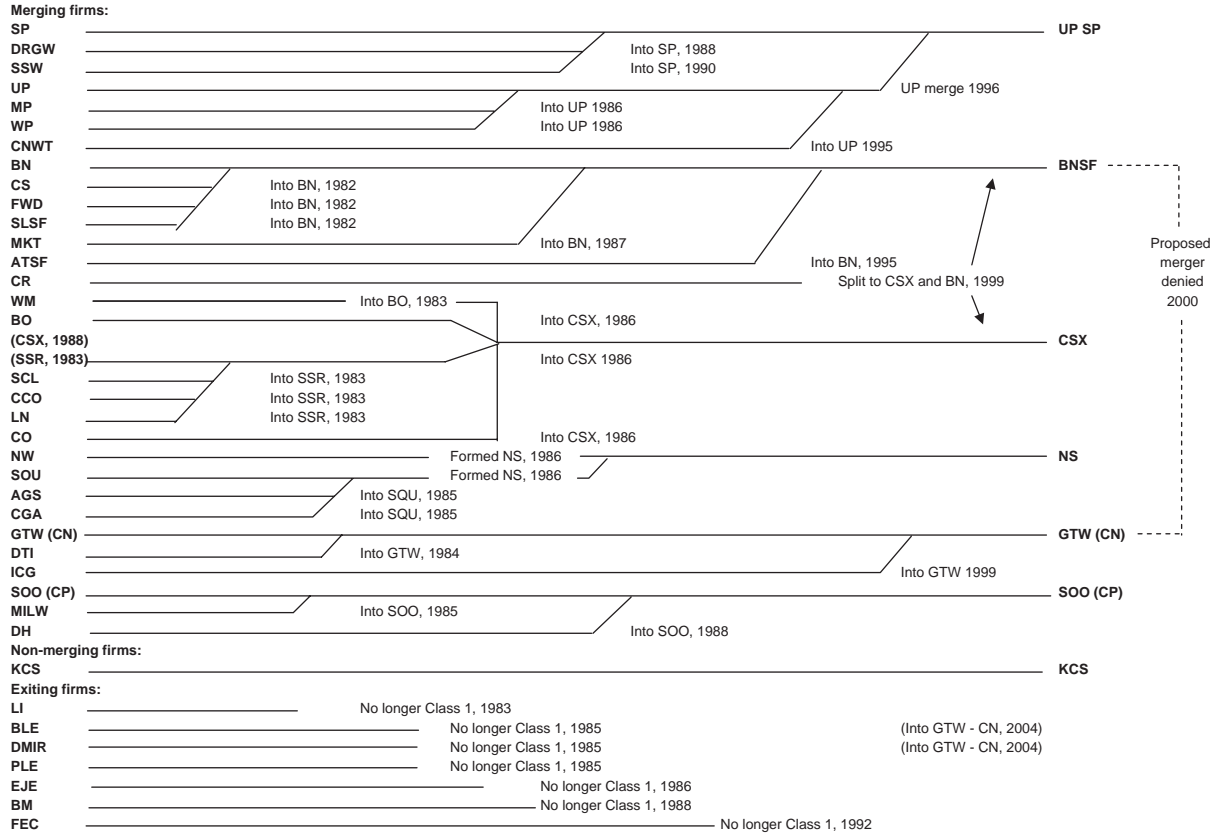 Merging firms:
SP UP SP
DRGW Into SP, 1988
SSW Into SP, 1990
UP UP merge 1996
MP Into UP 1986
WP Into UP 1986
CNWT Into UP 1995
BN BNSF
CS Into BN, 1982
FWD Into BN, 1982
SLSF Into BN, 1982
MKT Into BN, 1987
ATSF Into BN, 1995
CR Split to CSX and BN, 1999
Proposed
merger
denied
2000
WM Into BO, 1983
BO Into CSX, 1986
(CSX, 1988) CSX
(SSR, 1983) Into CSX 1986
SCL Into SSR, 1983
CCO Into SSR, 1983
LN Into SSR, 1983
CO Into CSX, 1986
NW Formed NS, 1986 NS
SOU Formed NS, 1986
AGS Into SQU, 1985
CGA Into SQU, 1985
GTW (CN) GTW (CN)
DTI Into GTW, 1984
ICG Into GTW 1999
SOO (CP) SOO (CP)
MILW Into SOO, 1985
DH Into SOO, 1988
Non-merging firms:
KCS KCS
Exiting firms:
LI No longer Class 1, 1983
BLE No longer Class 1, 1985 (Into GTW - CN, 2004)
DMIR No longer Class 1, 1985 (Into GTW - CN, 2004)
PLE No longer Class 1, 1985
EJE No longer Class 1, 1986
BM No longer Class 1, 1988
FEC No longer Class 1, 1992